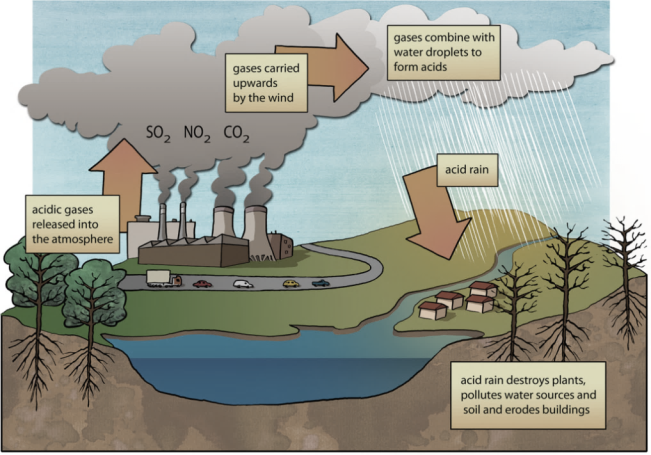 acidic gases
released into
the atmosphere
SO₂ NO₂ CO₂
gases carried
upwards
by the wind
gases combine with
water droplets to
form acids
acid rain
acid rain destroys plants,
pollutes water sources and
soil and erodes buildings